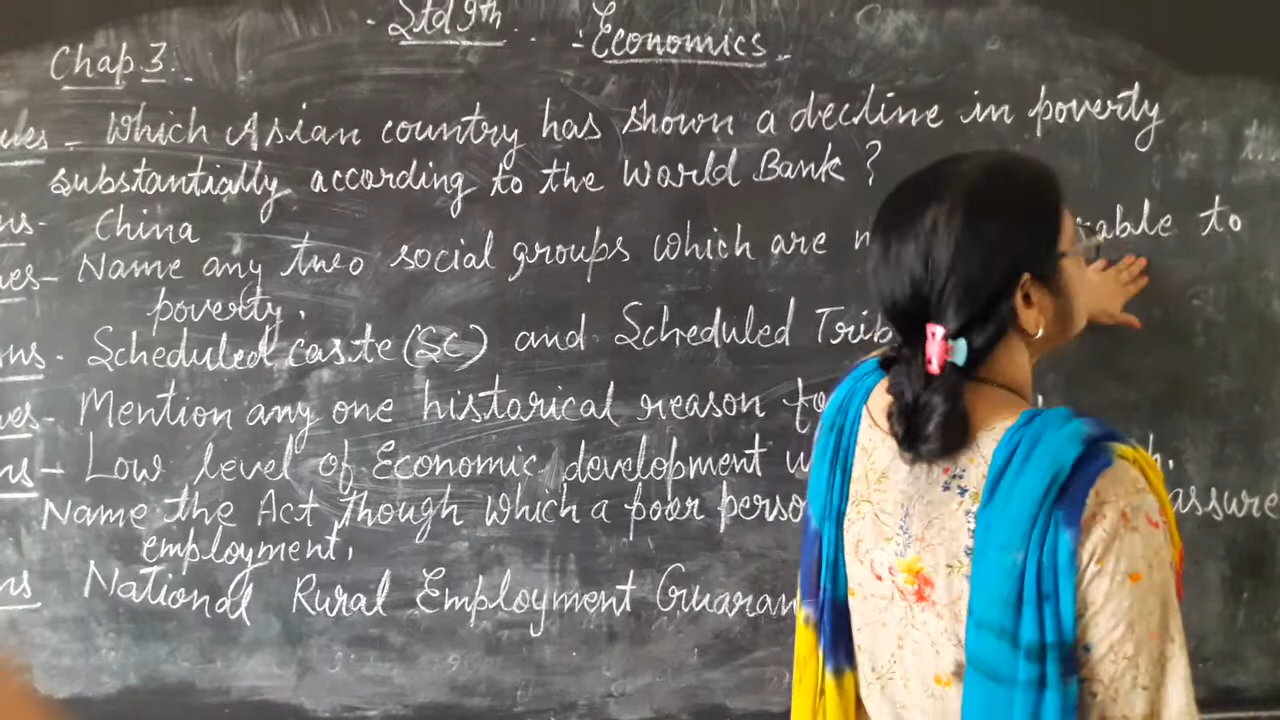 Std 9th
Economics
Chap. 3.
ues - Which Asian country has shown a decline in poverty
substantially according to the World Bank ?
ns- China
ues- Name any two social groups which are able to
poverty.
ns. Scheduled caste (SC) and Scheduled Trib
ues- Mention any one historical reason fo
ns- Low level of Economic development u
Name the Act though which a poor perso assure
employment.
ns National Rural Employment Guaran